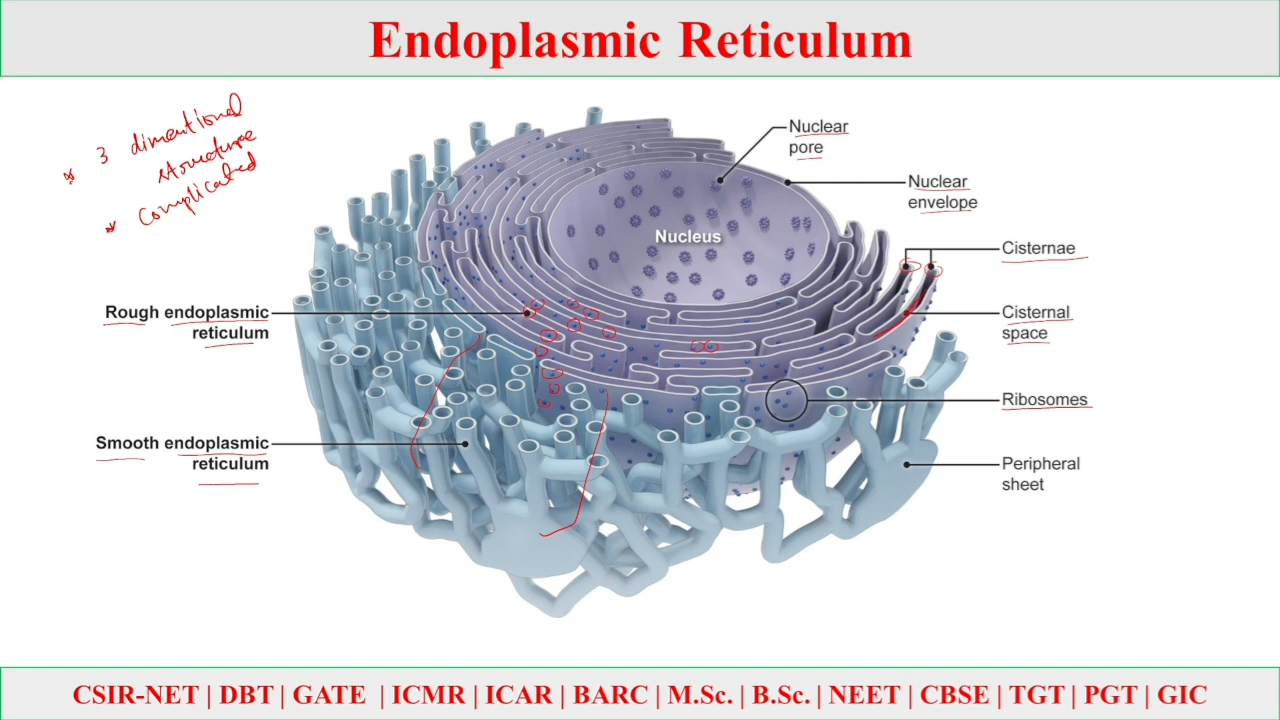 Endoplasmic Reticulum
* 3 dimentional
structure
* Complicated
Nuclear
pore
Nuclear
envelope
Nucleus
Cisternae
Rough endoplasmic
reticulum
Cisternal
space
Ribosomes
Smooth endoplasmic
reticulum
Peripheral
sheet
CSIR-NET | DBT | GATE | ICMR | ICAR | BARC | M.Sc. | B.Sc. | NEET | CBSE | TGT | PGT | GIC